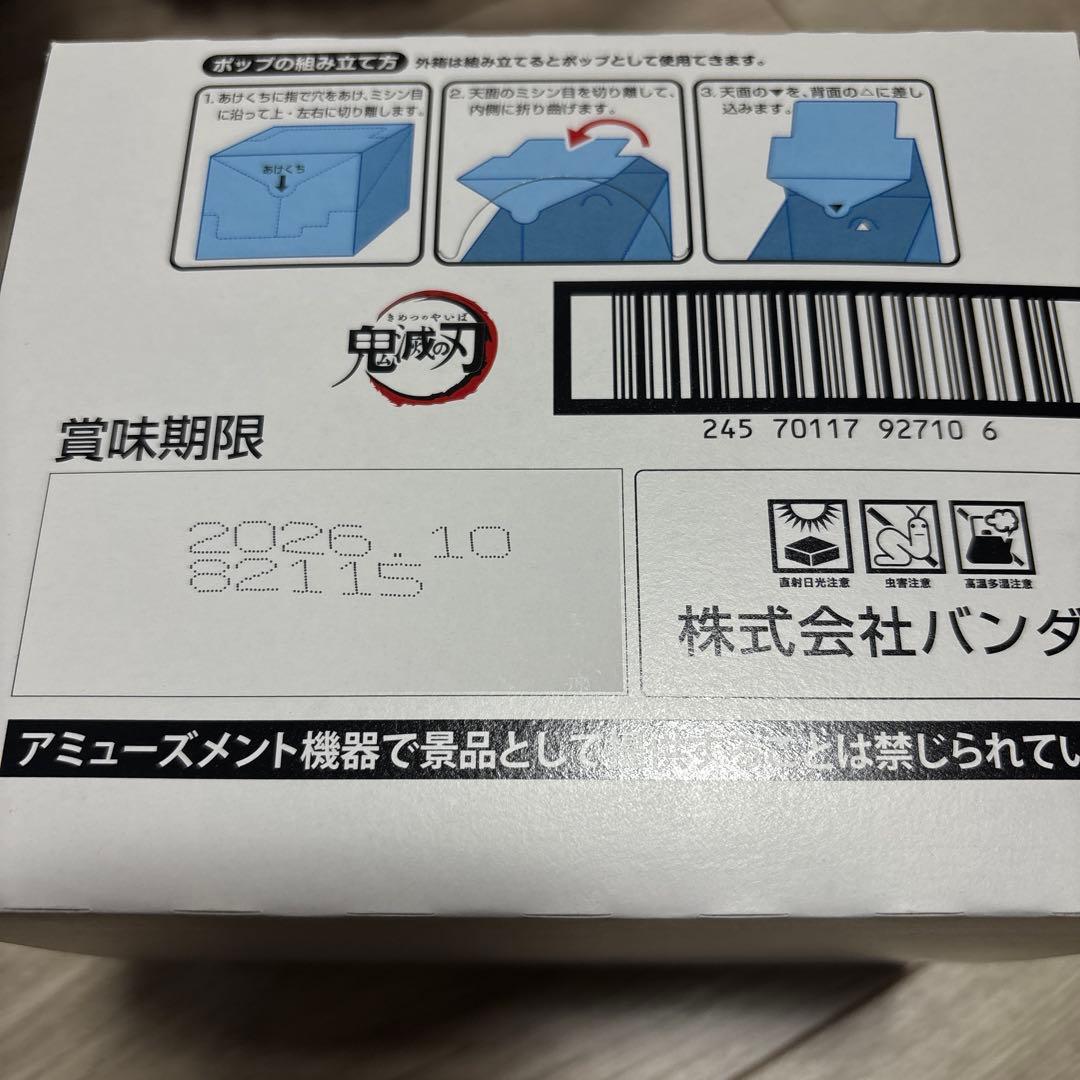 ポップの組み立て方 外箱は組み立てるとポップとして使用できます。
1. あけくちに指で穴をあけ、ミシン目
に沿って上・左右に切り離します。
あけくち
2. 天面のミシン目を切り離して、
内側に折り曲げます。
3. 天面の▼を、背面の△に差し
込みます。
きめつのやいば
鬼滅の刃
245 70117 92710 6
賞味期限
2026.10
82115
直射日光注意
虫害注意
高温多湿注意
株式会社バンダ
アミューズメント機器で景品として提供することは禁じられてい